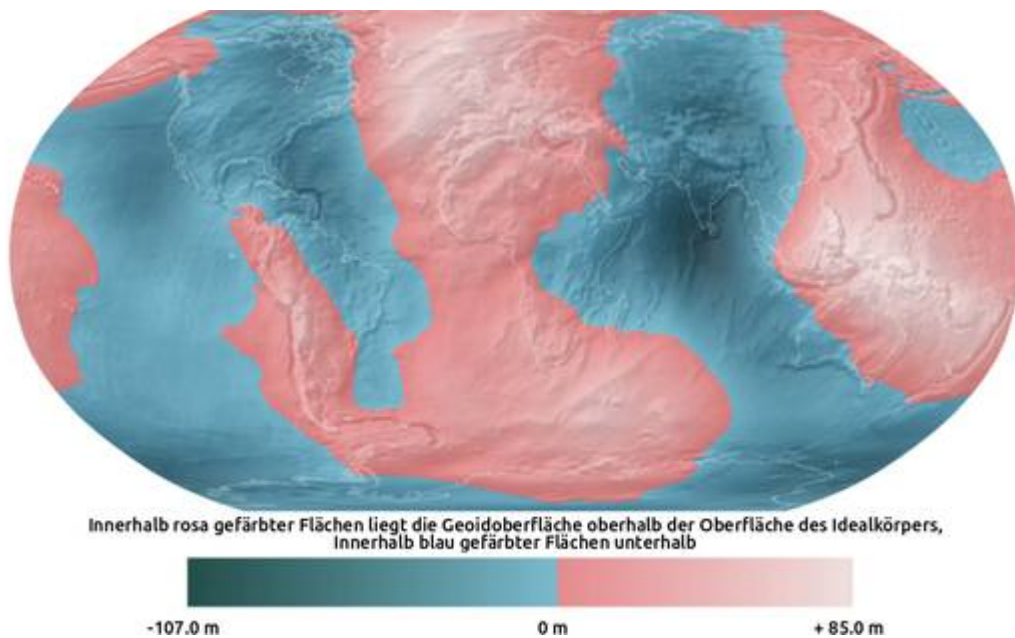 Innerhalb rosa gefärbter Flächen liegt die Geoidoberfläche oberhalb der Oberfläche des Idealkörpers,
Innerhalb blau gefärbter Flächen unterhalb
-107.0 m 0 m + 85.0 m